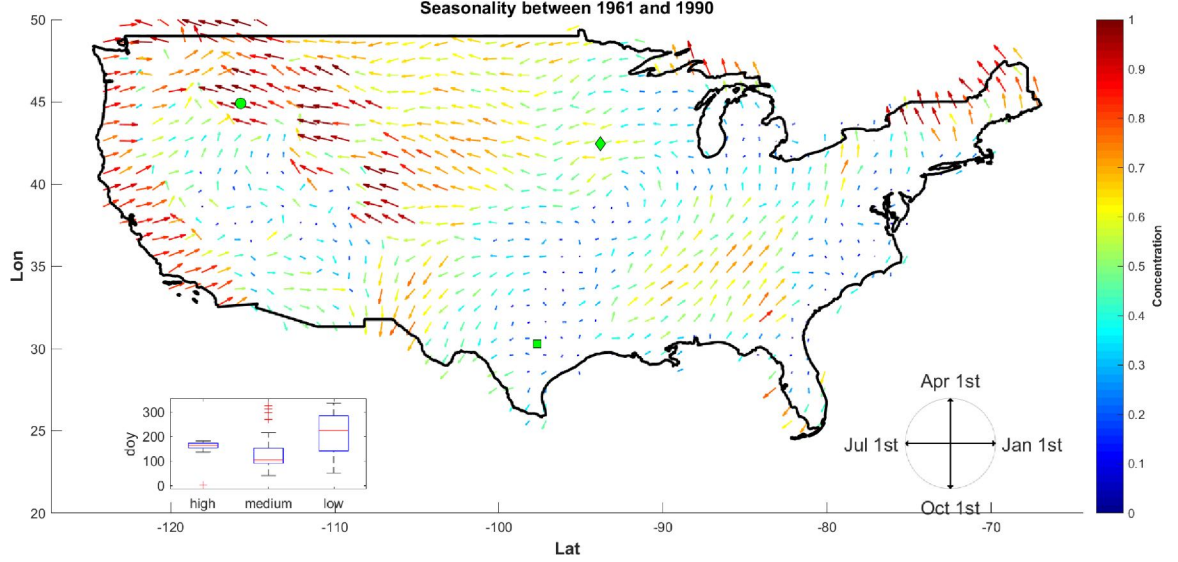 Seasonality between 1961 and 1990
50
45
40
35
30
25
20
Lon
-120
-110
-100
-90
-80
-70
Lat
300
200
100
0
doy
high
medium
low
Apr 1st
Jul 1st
Jan 1st
Oct 1st
1
0.9
0.8
0.7
0.6
0.5
0.4
0.3
0.2
0.1
0
Concentration